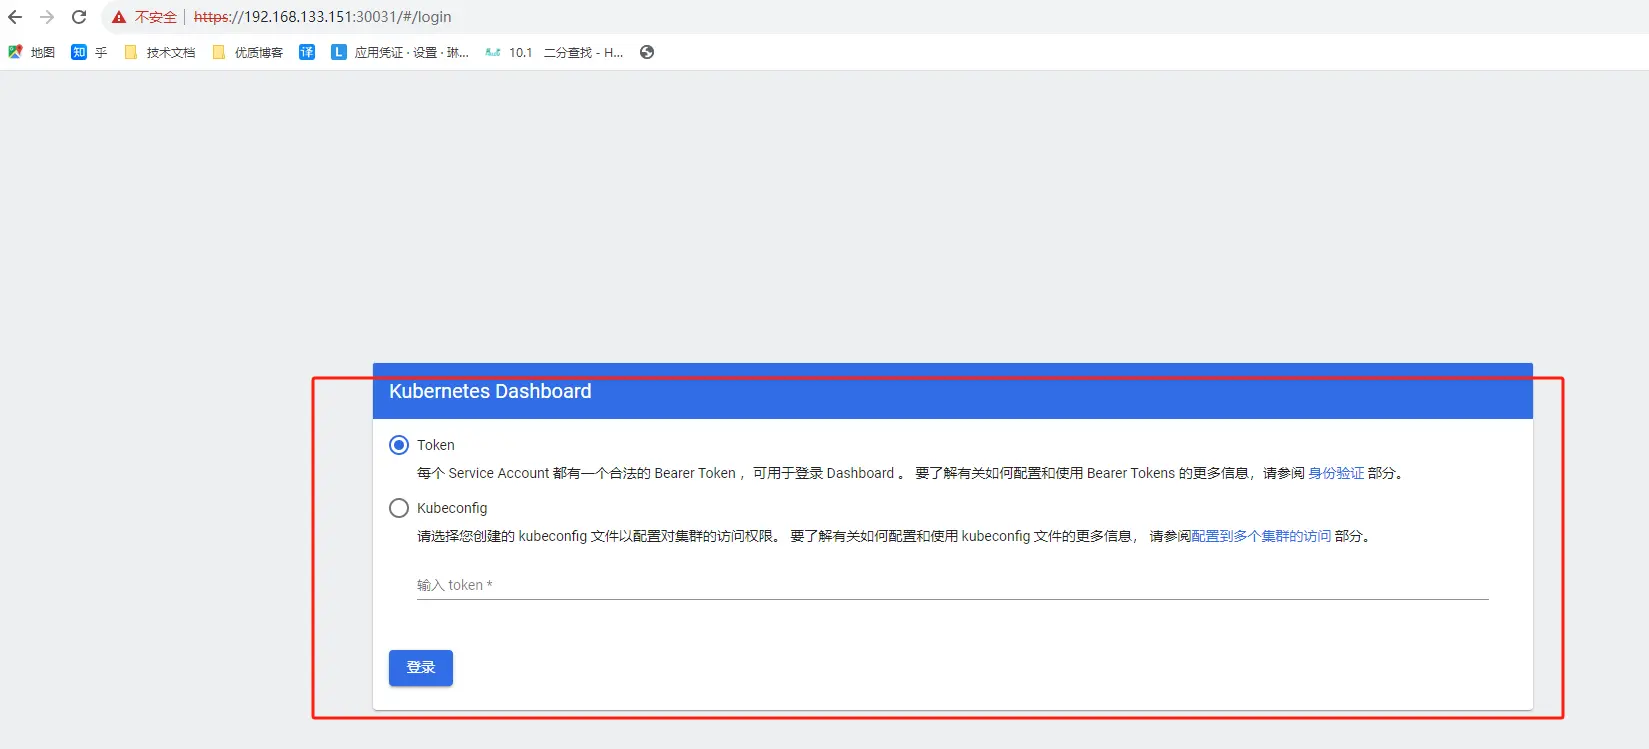 不安全 https://192.168.133.151:30031/#/login
地图 知 乎 技术文档 优质博客 译 L 应用凭证 · 设置 · 琳... 10.1 二分查找 - H...
Kubernetes Dashboard
Token
每个 Service Account 都有一个合法的 Bearer Token ，可用于登录 Dashboard 。 要了解有关如何配置和使用 Bearer Tokens 的更多信息，请参阅 身份验证 部分。
Kubeconfig
请选择您创建的 kubeconfig 文件以配置对集群的访问权限。 要了解有关如何配置和使用 kubeconfig 文件的更多信息， 请参阅配置到多个集群的访问 部分。
输入 token *
登录